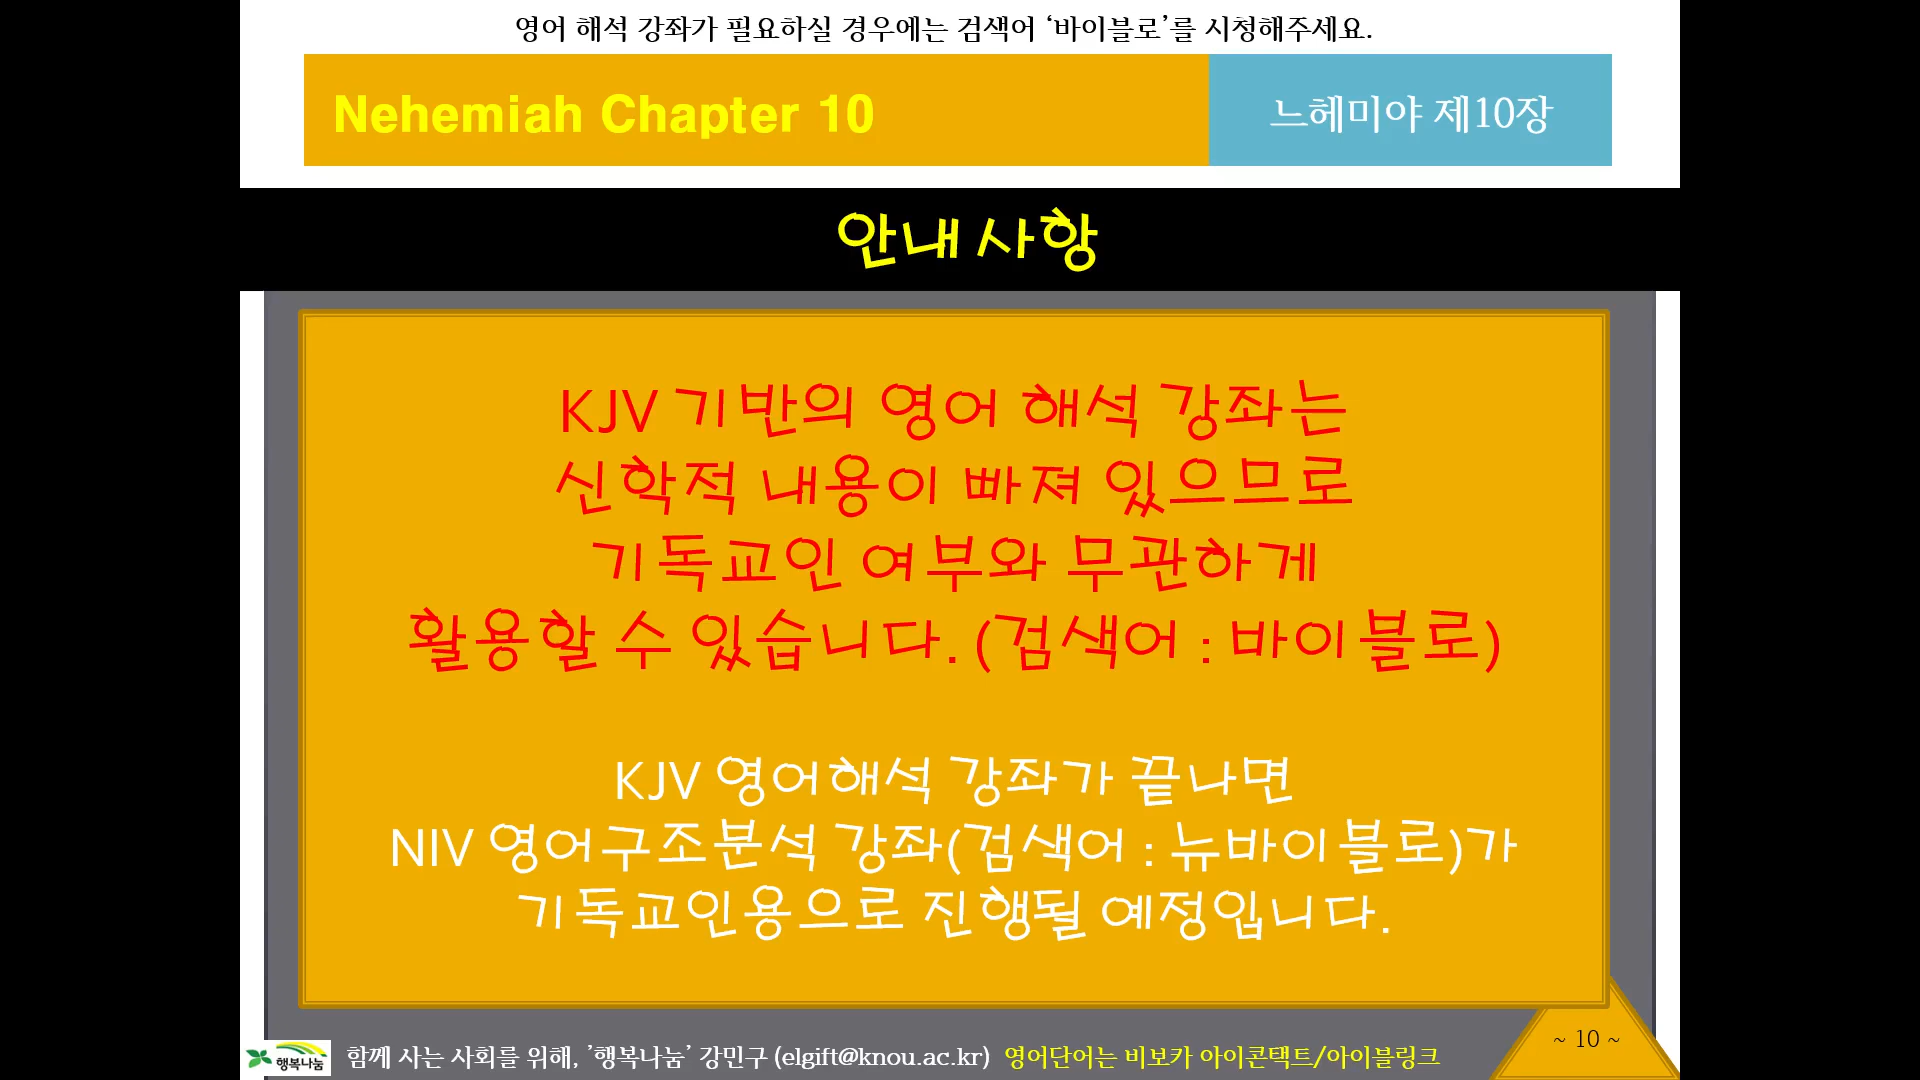 영어 해석 강좌가 필요하실 경우에는 검색어 ‘바이블로’를 시청해주세요.
Nehemiah Chapter 10
느헤미야 제10장
안내사항
KJV 기반의 영어 해석 강좌는
신학적 내용이 빠져 있으므로
기독교인 여부와 무관하게
활용할 수 있습니다. (검색어 : 바이블로)
KJV 영어해석 강좌가 끝나면
NIV 영어구조분석 강좌(검색어 : 뉴바이블로)가
기독교인용으로 진행될 예정입니다.
~ 10 ~
행복나눔
함께 사는 사회를 위해, ’행복나눔’ 강민구 (elgift@knou.ac.kr) 영어단어는 비보카 아이콘택트/아이블링크